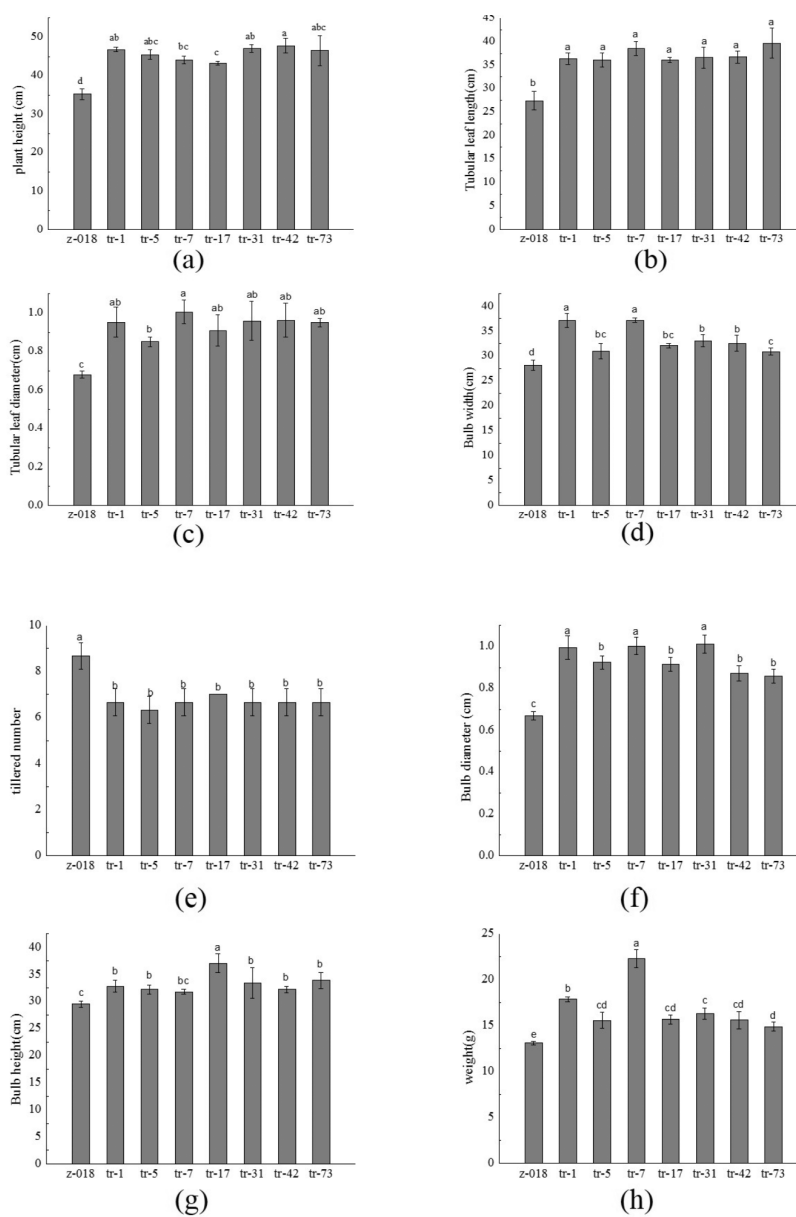 50
40
30
20
10
0
plant height (cm)
d
ab
abc
bc
c
ab
a
abc
z-018 tr-1 tr-5 tr-7 tr-17 tr-31 tr-42 tr-73
(a)
45
40
35
30
15
10
5
0
Tubular leaf length(cm)
b
a
a
a
a
a
a
a
z-018 tr-1 tr-5 tr-7 tr-17 tr-31 tr-42 tr-73
(b)
1.0
0.8
0.6
0.4
0.2
0.0
Tubular leaf diameter(cm)
c
ab
b
a
ab
ab
ab
ab
z-018 tr-1 tr-5 tr-7 tr-17 tr-31 tr-42 tr-73
(c)
40
35
30
15
10
5
0
Bulb width(cm)
d
a
bc
a
bc
b
b
c
z-018 tr-1 tr-5 tr-7 tr-17 tr-31 tr-42 tr-73
(d)
10
8
6
4
2
0
tillered number
a
b
b
b
b
b
b
b
z-018 tr-1 tr-5 tr-7 tr-17 tr-31 tr-42 tr-73
(e)
1.0
0.8
0.6
0.4
0.2
0.0
Bulb diameter (cm)
c
a
b
a
b
a
b
b
z-018 tr-1 tr-5 tr-7 tr-17 tr-31 tr-42 tr-73
(f)
40
35
30
15
10
5
0
Bulb height(cm)
c
b
b
bc
a
b
b
b
z-018 tr-1 tr-5 tr-7 tr-17 tr-31 tr-42 tr-73
(g)
25
20
15
10
5
0
weight(g)
e
b
cd
a
cd
c
cd
d
z-018 tr-1 tr-5 tr-7 tr-17 tr-31 tr-42 tr-73
(h)